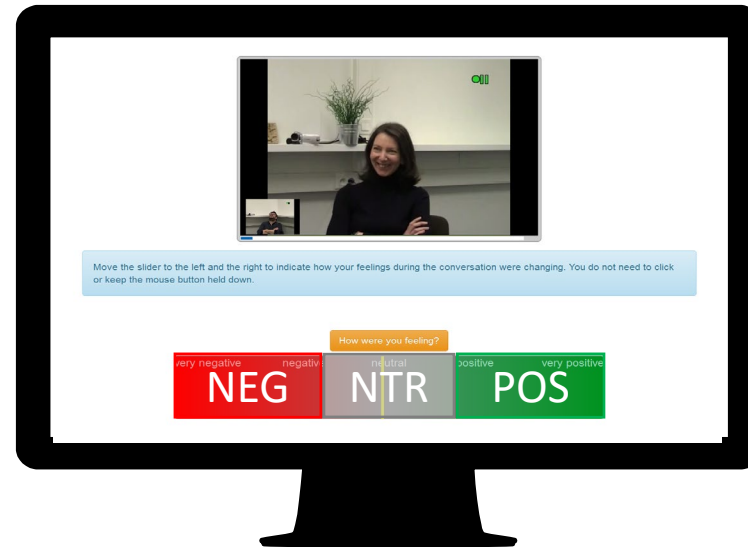 Move the slider to the left and the right to indicate how your feelings during the conversation were changing. You do not need to click
or keep the mouse button held down.
How were you feeling?
very negative negativ neutral positive very positive
NEG NTR POS